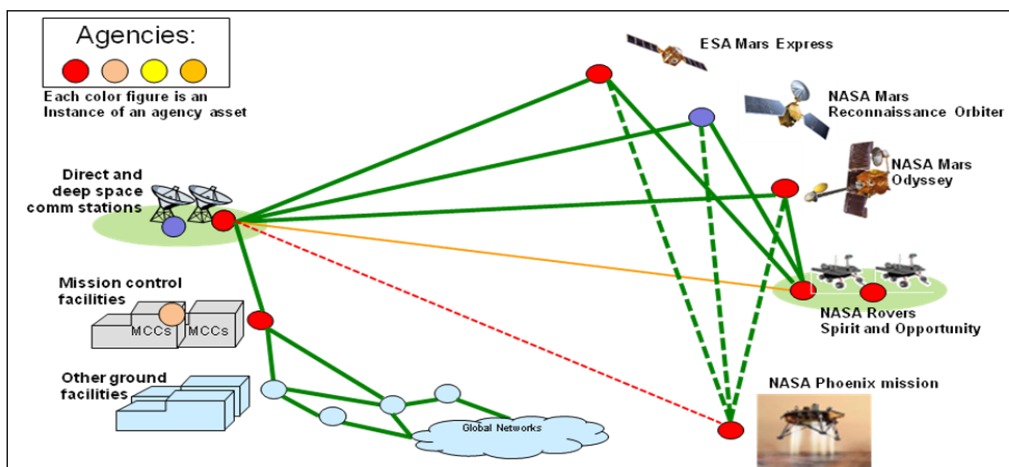 Agencies:
Each color figure is an
Instance of an agency asset
ESA Mars Express
NASA Mars
Reconnaissance Orbiter
NASA Mars
Odyssey
Direct and
deep space
comm stations
Mission control
facilities
MCCs MCCs
NASA Rovers
Spirit and Opportunity
Other ground
facilities
NASA Phoenix mission
Global Networks